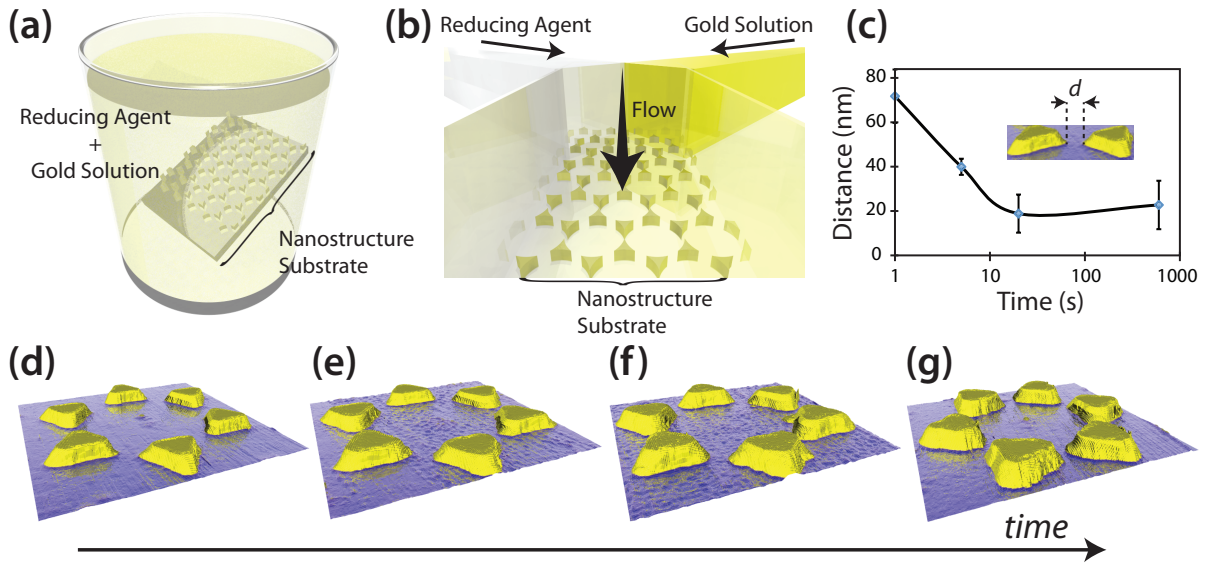 (a)
Reducing Agent
+
Gold Solution
Nanostructure
Substrate
(b)
Reducing Agent
Gold Solution
Flow
Nanostructure
Substrate
(c)
Distance (nm)
80
60
40
20
0
d
1
10
100
1000
Time (s)
(d)
(e)
(f)
(g)
time